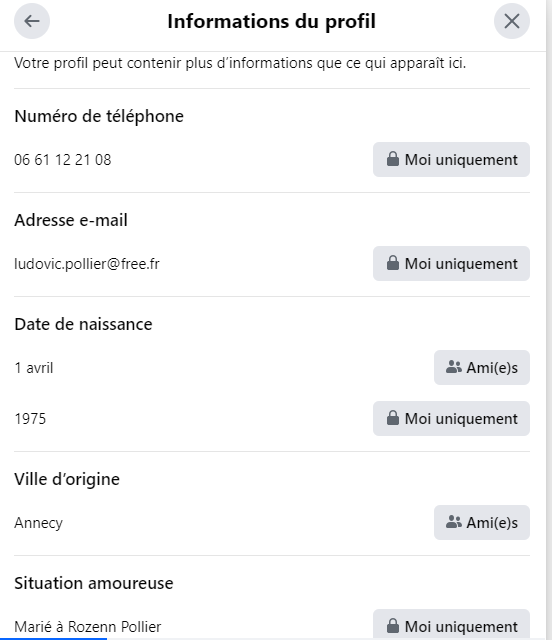 Informations du profil
Votre profil peut contenir plus d’informations que ce qui apparaît ici.
Numéro de téléphone
06 61 12 21 08
Moi uniquement
Adresse e-mail
ludovic.pollier@free.fr
Moi uniquement
Date de naissance
1 avril
Ami(e)s
1975
Moi uniquement
Ville d’origine
Annecy
Ami(e)s
Situation amoureuse
Marié à Rozenn Pollier
Moi uniquement